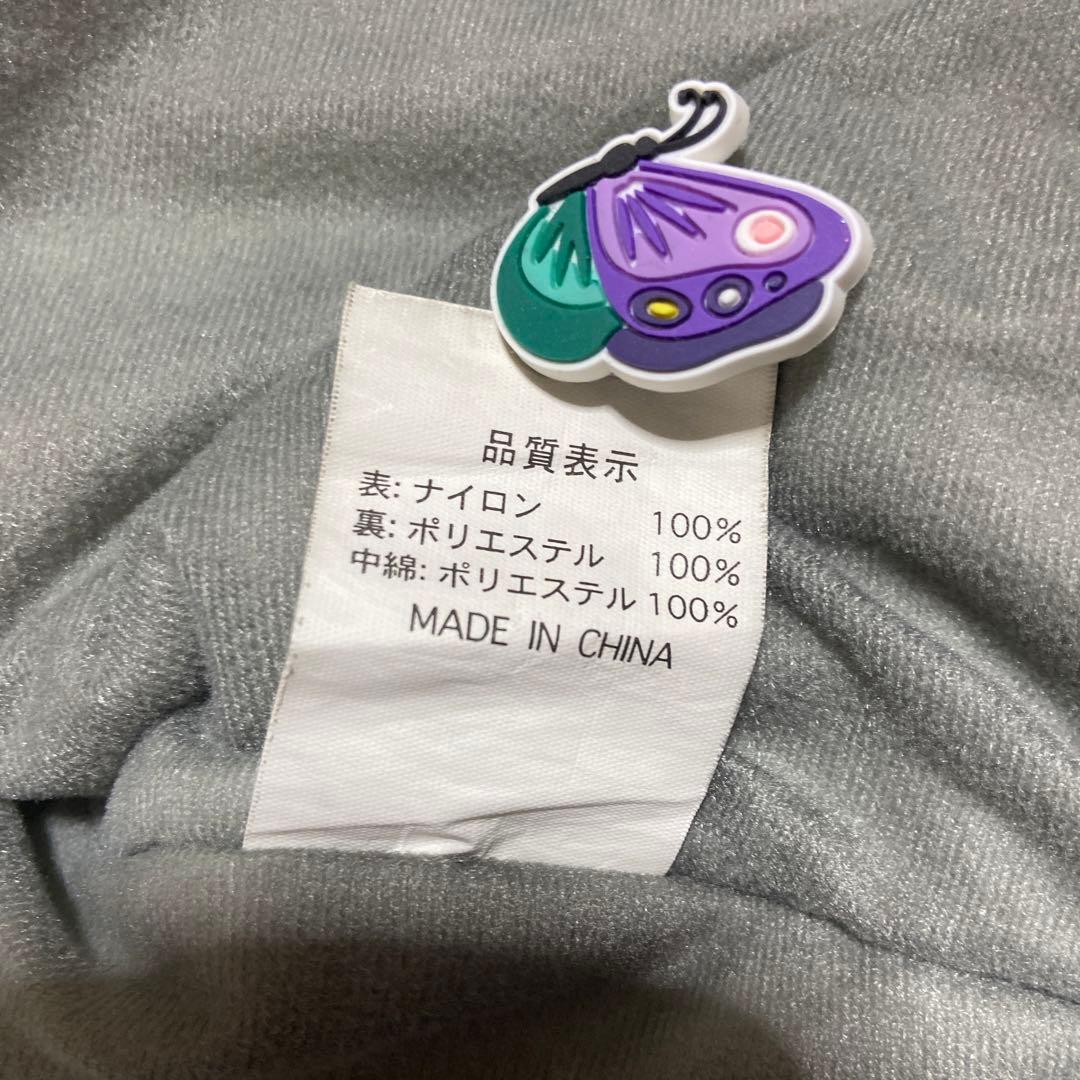 品質表示
表: ナイロン 100%
裏: ポリエステル 100%
中綿: ポリエステル 100%
MADE IN CHINA